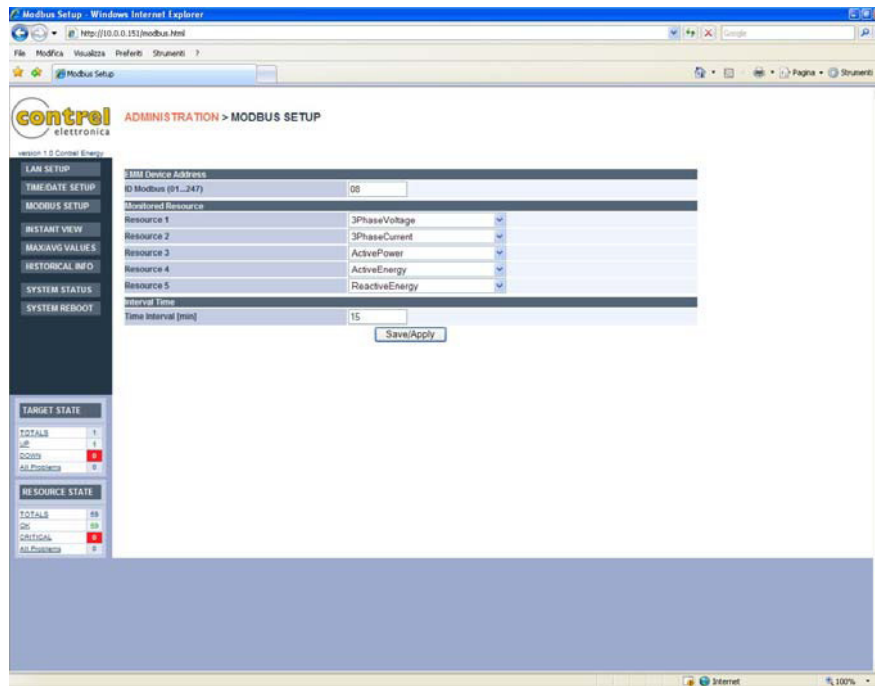 Modbus Setup - Windows Internet Explorer
http://10.0.0.151/modbus.html
Google
File Modifica Visualizza Preferiti Strumenti ?
Modbus Setup
Pagina Strumenti
contrel
elettronica
ADMINISTRATION > MODBUS SETUP
version 1.0 Contrel Energy
LAN SETUP
TIME/DATE SETUP
MODBUS SETUP
INSTANT VIEW
MAX/AVG VALUES
HISTORICAL INFO
SYSTEM STATUS
SYSTEM REBOOT
EMM Device Address
ID Modbus (01...247) 08
Monitored Resource
Resource 1 3PhaseVoltage
Resource 2 3PhaseCurrent
Resource 3 ActivePower
Resource 4 ActiveEnergy
Resource 5 ReactiveEnergy
Interval Time
Time Interval [min] 15
Save/Apply
TARGET STATE
TOTALS 1
UP 1
DOWN 0
All Problems 0
RESOURCE STATE
TOTALS 59
OK 59
CRITICAL 0
All Problems 0
Internet 100%